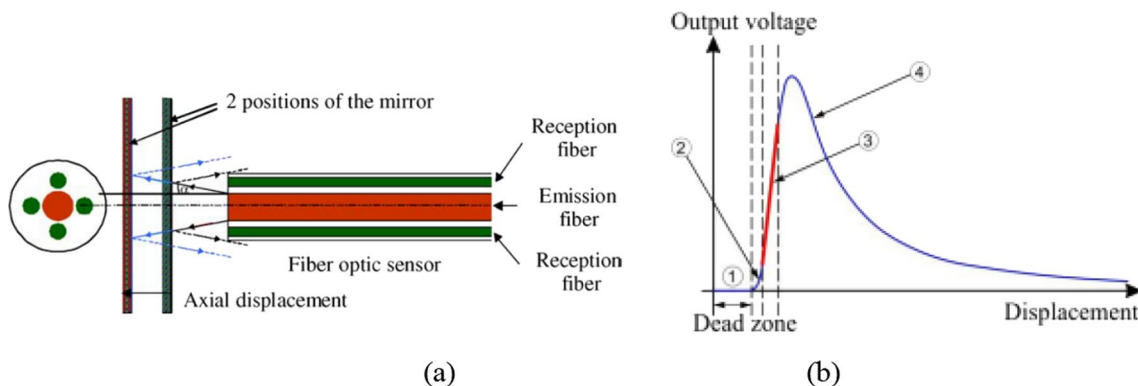 2 positions of the mirror
Reception
fiber
Emission
fiber
Reception
fiber
Fiber optic sensor
Axial displacement
(a)
Output voltage
4
2
3
1
Dead zone
Displacement
(b)